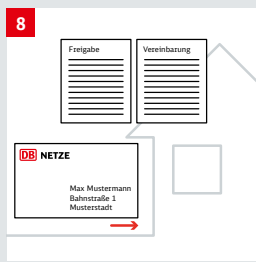 8
Freigabe
Vereinbarung
DB NETZE
Max Mustermann
Bahnstraße 1
Musterstadt